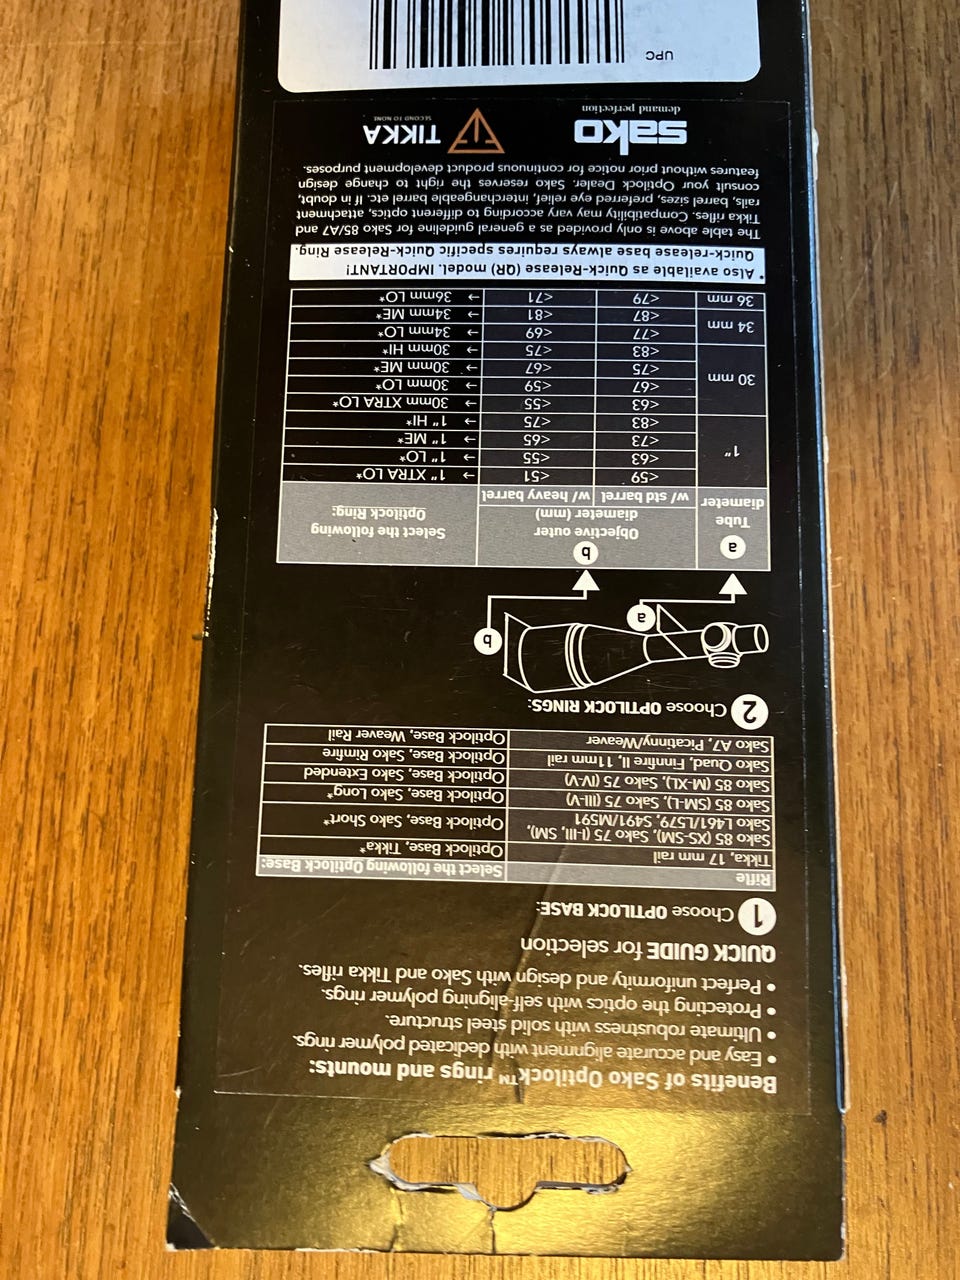 Benefits of Sako Optilock™ rings and mounts:
• Easy and accurate alignment with dedicated polymer rings.
• Ultimate robustness with solid steel structure.
• Protecting the optics with self-aligning polymer rings.
• Perfect uniformity and design with Sako and Tikka rifles.
QUICK GUIDE for selection
1 Choose OPTILOCK BASE:
Rifle Select the following Optilock Base:
Tikka, 17 mm rail Optilock Base, Tikka*
Sako 85 (XS-SM), Sako 75 (I-III, SM),
Sako L461/L579, S491/M591 Optilock Base, Sako Short*
Sako 85 (SM-L), Sako 75 (III-V) Optilock Base, Sako Long*
Sako 85 (M-XL), Sako 75 (IV-V) Optilock Base, Sako Extended
Sako Quad, Finnfire II, 11mm rail Optilock Base, Sako Rimfire
Sako A7, Picatinny/Weaver Optilock Base, Weaver Rail
2 Choose OPTILOCK RINGS:
a b
a b
Tube diameter Objective outer diameter (mm) Select the following Optilock Ring:
w/ std barrel w/ heavy barrel
1" <59 <51 → 1" XTRA LO*
<63 <55 → 1" LO*
<73 <65 → 1" ME*
<83 <75 → 1" HI*
30 mm <63 <55 → 30mm XTRA LO*
<67 <59 → 30mm LO*
<75 <67 → 30mm ME*
<83 <75 → 30mm HI*
34 mm <77 <69 → 34mm LO*
<87 <81 → 34mm ME*
36 mm <79 <71 → 36mm LO*
* Also available as Quick-Release (QR) model. IMPORTANT!
Quick-release base always requires specific Quick-Release Ring.
The table above is only provided as a general guideline for Sako 85/A7 and
Tikka rifles. Compatibility may vary according to different optics, attachment
rails, barrel sizes, preferred eye relief, interchangeable barrel etc. If in doubt,
consult your Optilock Dealer. Sako reserves the right to change design
features without prior notice for continuous product development purposes.
sako
demand perfection
TIKKA
SECOND TO NONE
UPC